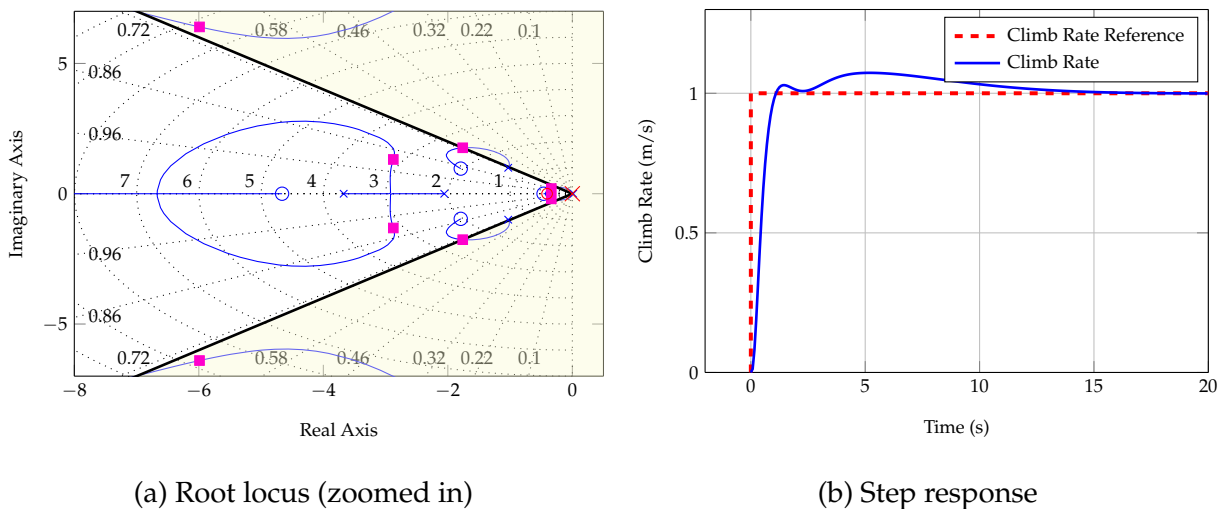 0.72 0.58 0.46 0.32 0.22 0.1
0.86
0.96
7 6 5 4 3 2 1
0.96
0.86
0.72 0.58 0.46 0.32 0.22 0.1
5
0
−5
−8 −6 −4 −2 0
Imaginary Axis
Real Axis
(a) Root locus (zoomed in)
Climb Rate Reference
Climb Rate
1
0.5
1
0 5 10 15 20
Climb Rate (m/s)
Time (s)
(b) Step response